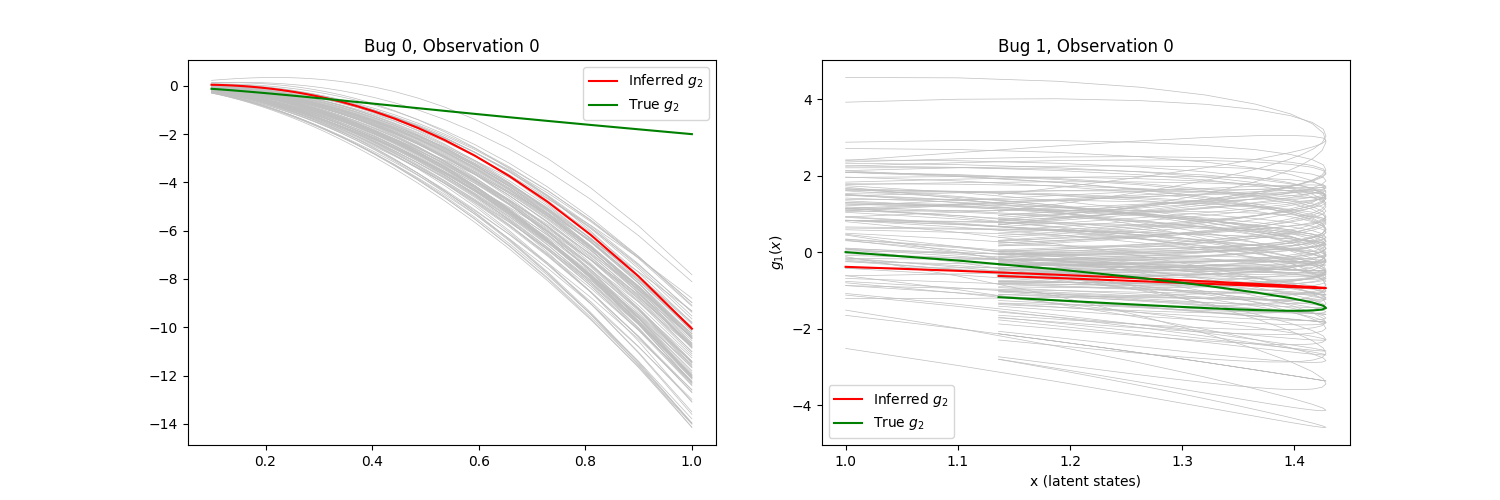 Bug 0, Observation 0
Inferred g₂
True g₂
0
−2
−4
−6
−8
−10
−12
−14
0.2 0.4 0.6 0.8 1.0
Bug 1, Observation 0
g₁(x)
4
2
0
−2
−4
Inferred g₂
True g₂
1.0 1.1 1.2 1.3 1.4
x (latent states)